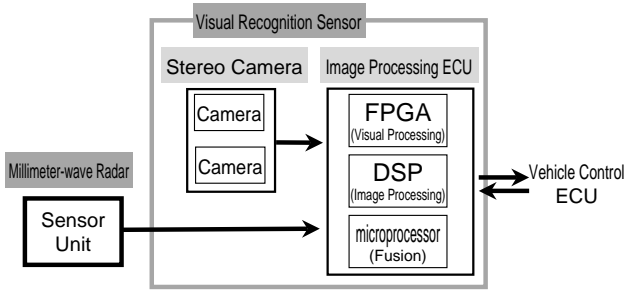 Visual Recognition Sensor
Stereo Camera
Image Processing ECU
Camera
Camera
FPGA
(Visual Processing)
DSP
(Image Processing)
microprocessor
(Fusion)
Millimeter-wave Radar
Sensor
Unit
Vehicle Control
ECU